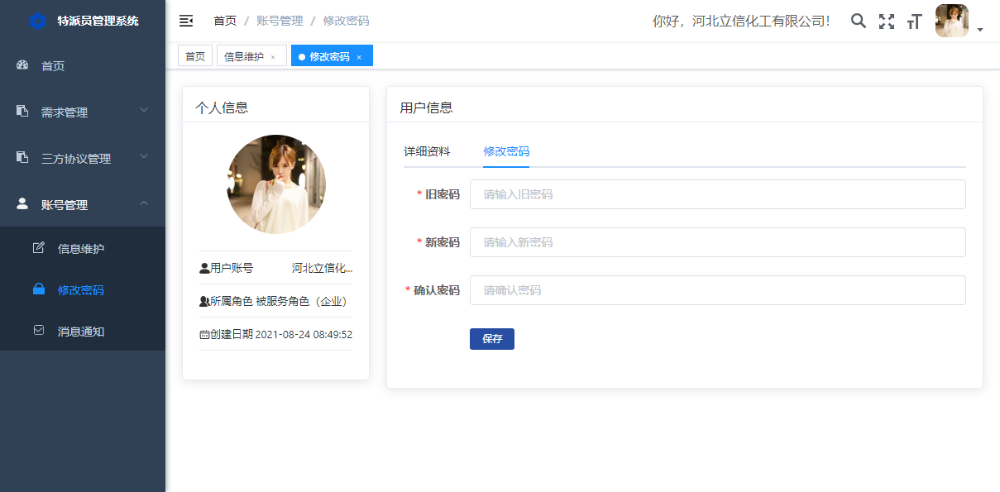 特派员管理系统
首页
需求管理
三方协议管理
账号管理
信息维护
修改密码
消息通知
首页 / 账号管理 / 修改密码
你好，河北立信化工有限公司！
首页
信息维护 ×
修改密码 ×
个人信息
用户账号 河北立信化...
所属角色 被服务角色（企业）
创建日期 2021-08-24 08:49:52
用户信息
详细资料 修改密码
* 旧密码 请输入旧密码
* 新密码 请输入新密码
* 确认密码 请确认密码
保存